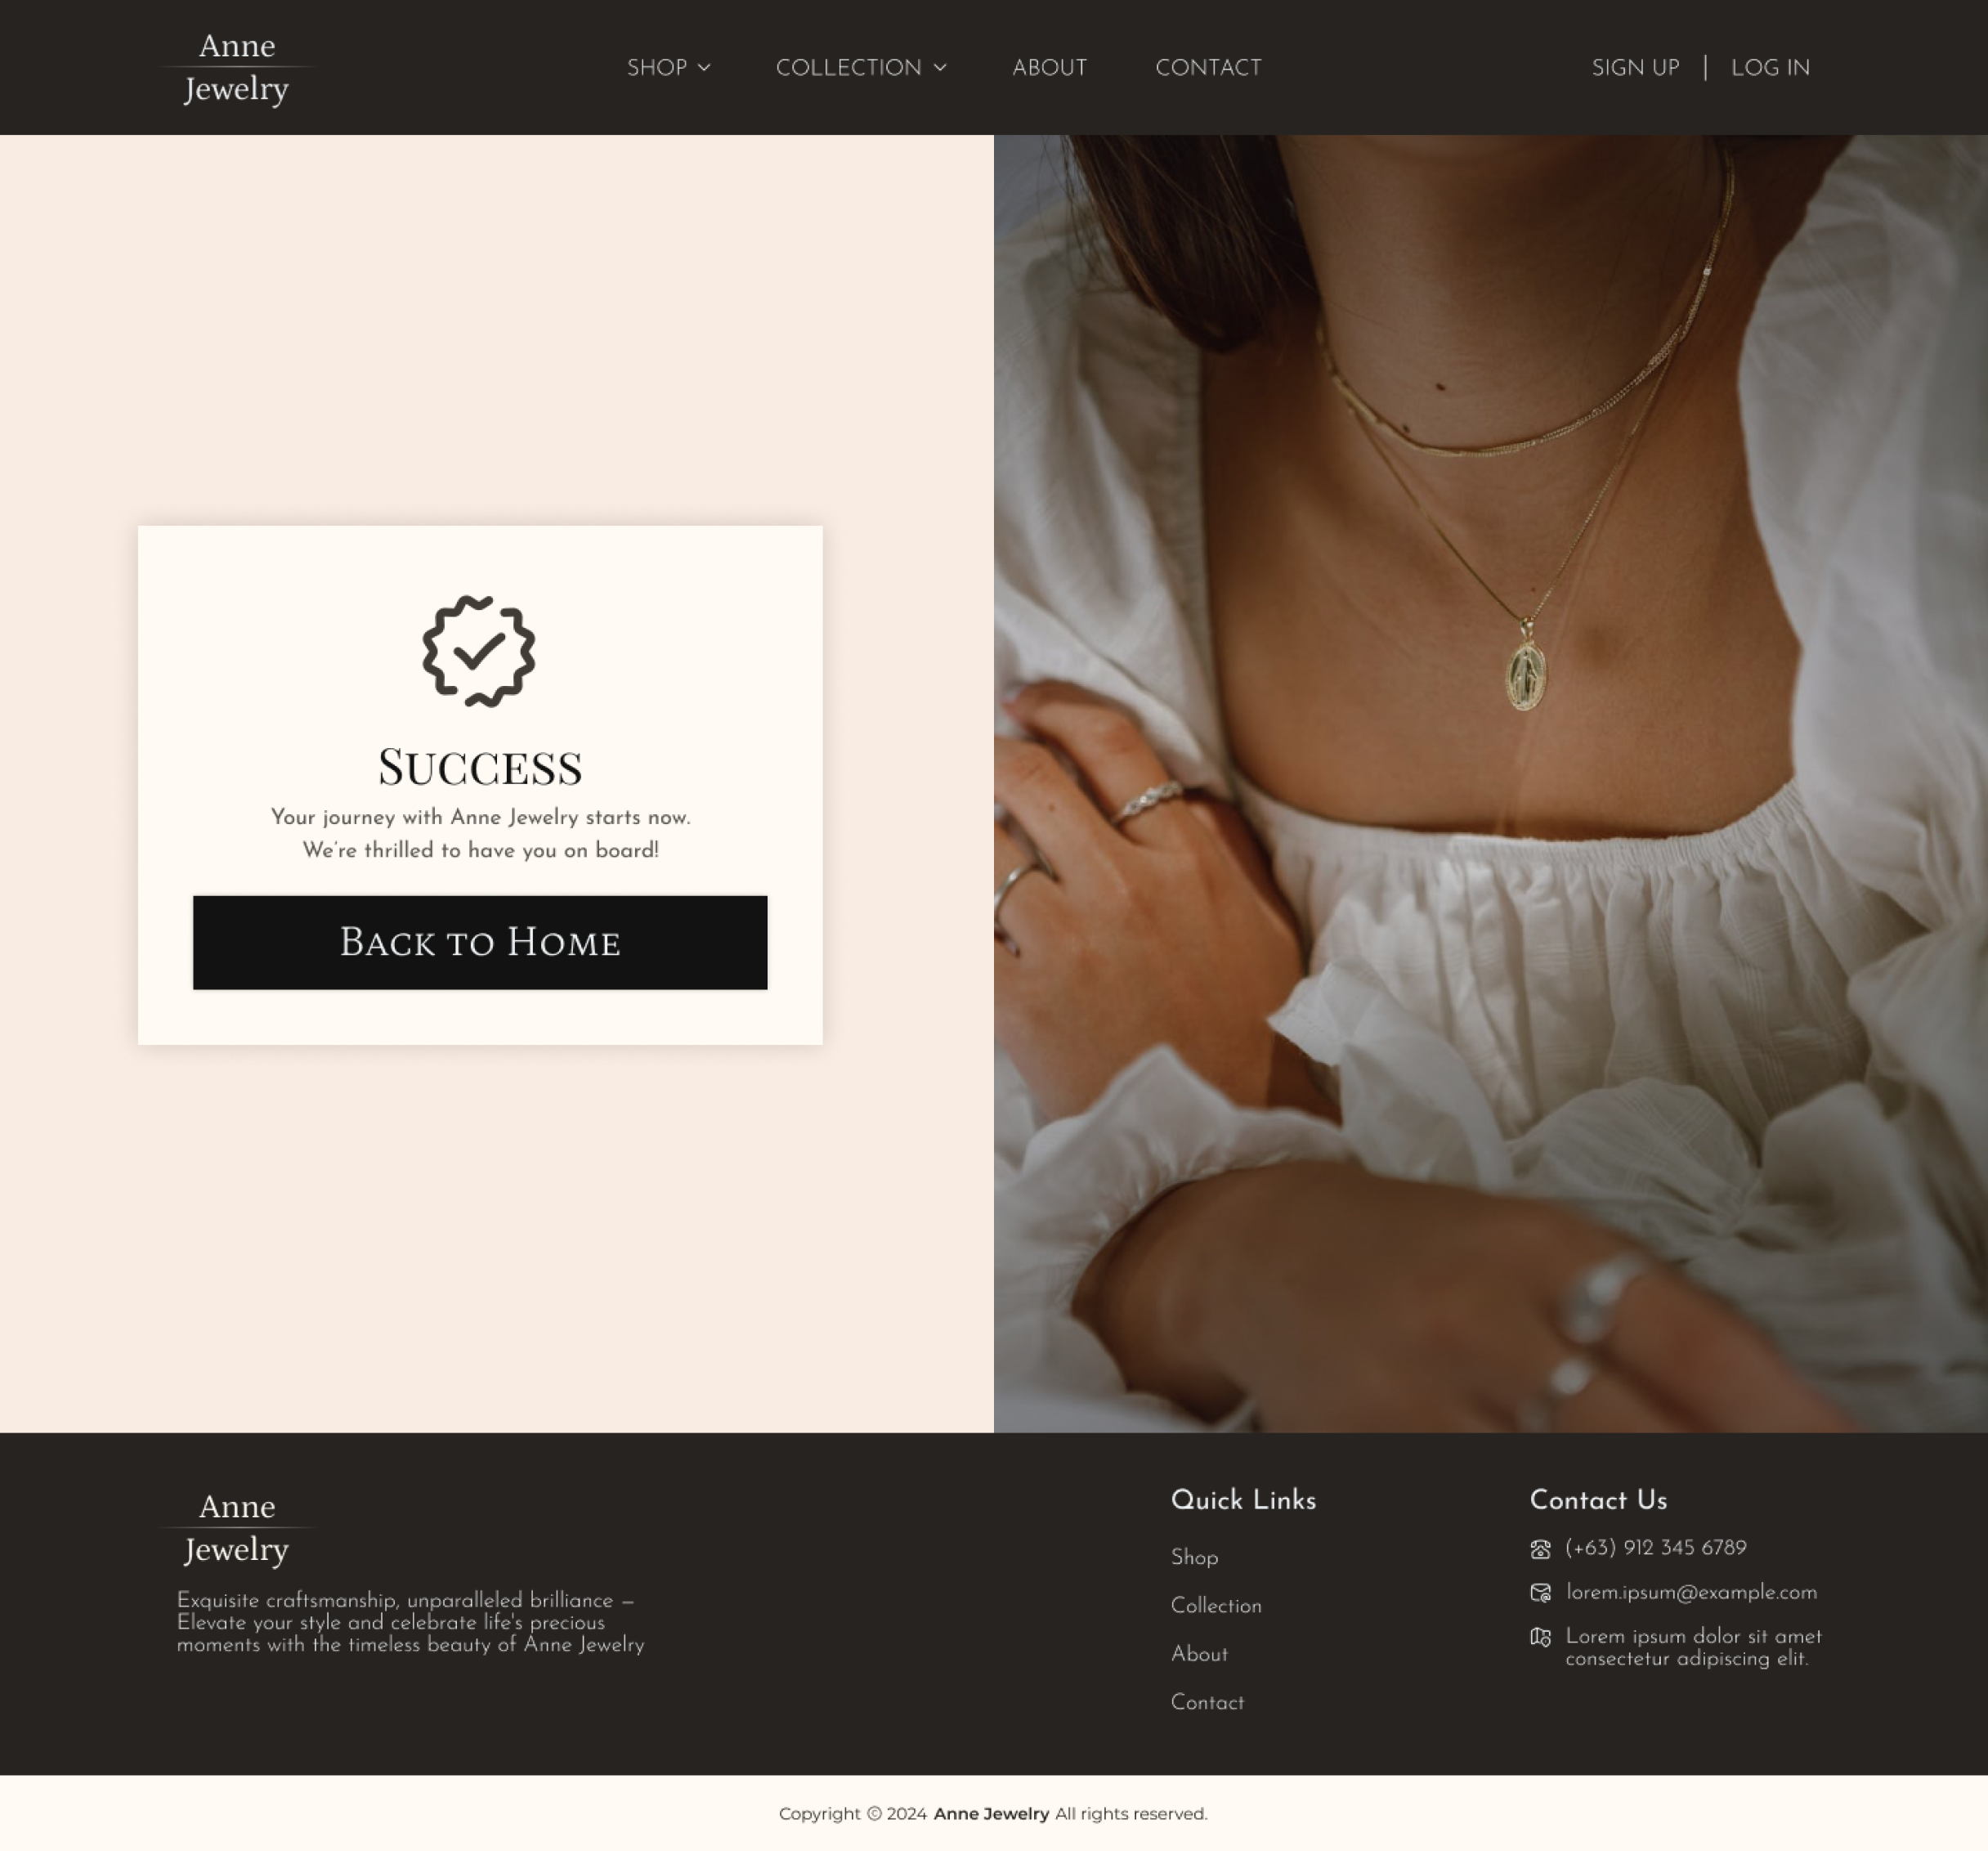 Anne
Jewelry
SHOP
COLLECTION
ABOUT
CONTACT
SIGN UP | LOG IN
Success
Your journey with Anne Jewelry starts now.
We're thrilled to have you on board!
Back to Home
Anne
Jewelry
Exquisite craftsmanship, unparalleled brilliance –
Elevate your style and celebrate life's precious
moments with the timeless beauty of Anne Jewelry
Quick Links
Shop
Collection
About
Contact
Contact Us
(+63) 912 345 6789
lorem.ipsum@example.com
Lorem ipsum dolor sit amet
consectetur adipiscing elit.
Copyright © 2024 Anne Jewelry All rights reserved.